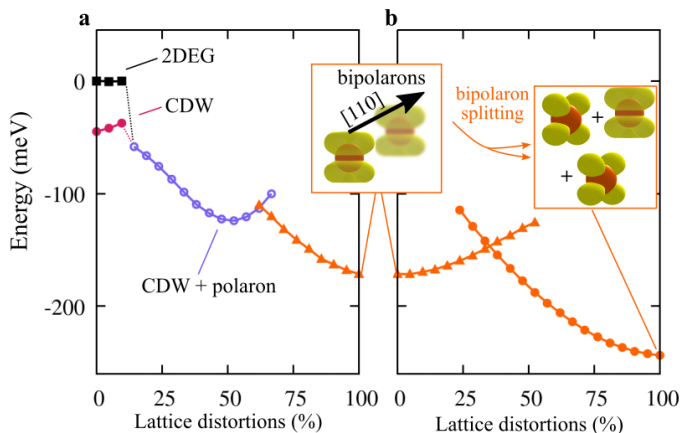 a
b
0
-100
-200
Energy (meV)
2DEG
CDW
CDW + polaron
bipolarons
[110]
bipolaron
splitting
+
+
0 25 50 75 100
0 25 50 75 100
Lattice distortions (%)
Lattice distortions (%)